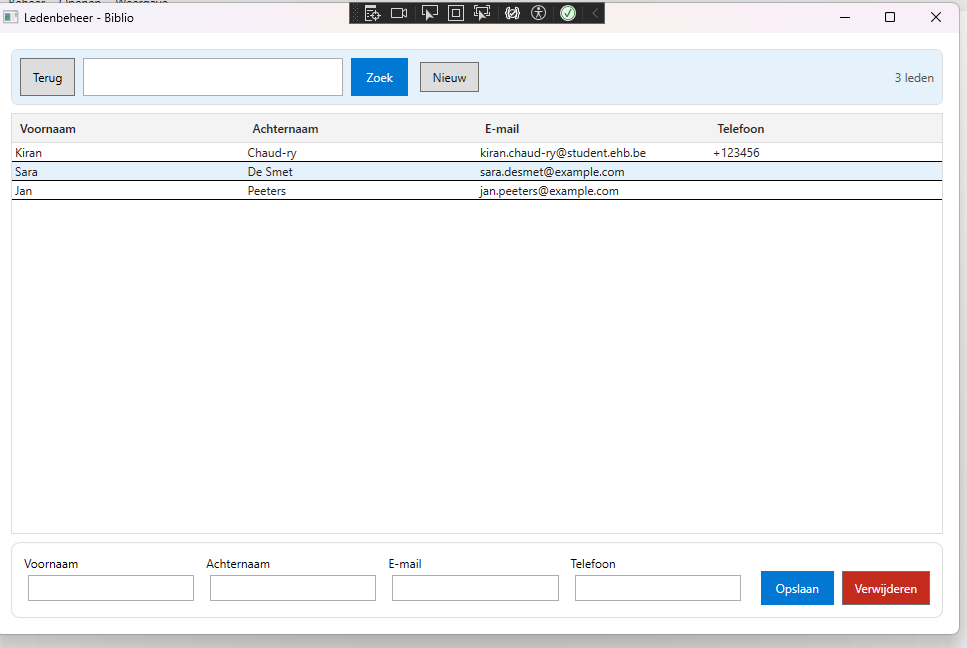 Ledenbeheer - Biblio
Terug Zoek Nieuw 3 leden
Voornaam Achternaam E-mail Telefoon
Kiran Chaud-ry kiran.chaud-ry@student.ehb.be +123456
Sara De Smet sara.desmet@example.com
Jan Peeters jan.peeters@example.com
Voornaam Achternaam E-mail Telefoon
Opslaan Verwijderen